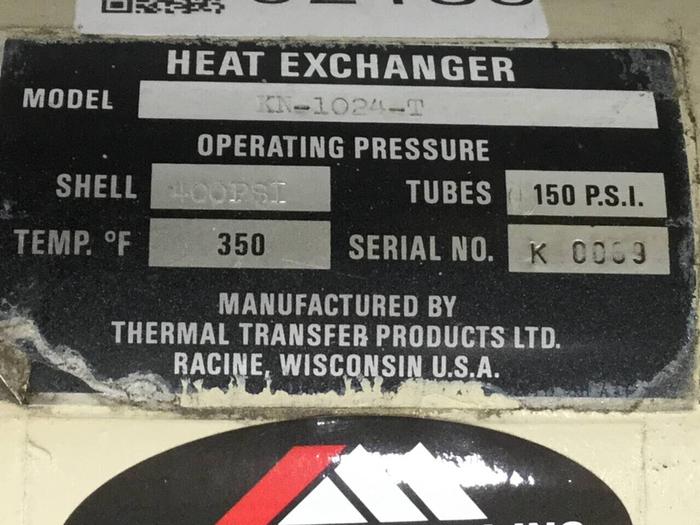 HEAT EXCHANGER
MODEL KN-1024-T
OPERATING PRESSURE
SHELL 400PSI TUBES 150 P.S.I.
TEMP. °F 350 SERIAL NO. K 0069
MANUFACTURED BY
THERMAL TRANSFER PRODUCTS LTD.
RACINE, WISCONSIN U.S.A.